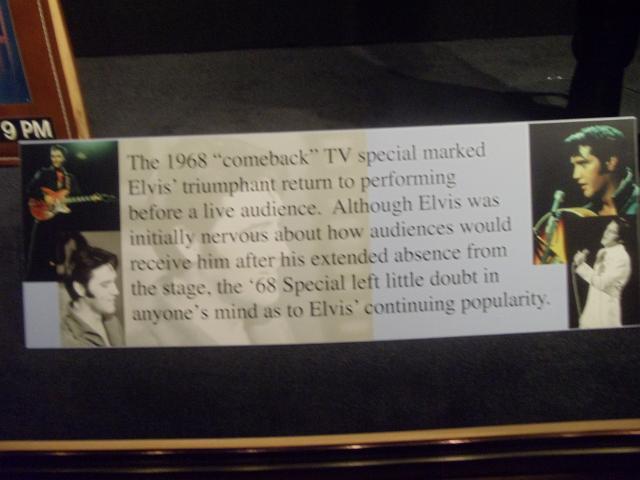 9 PM
The 1968 “comeback” TV special marked
Elvis’ triumphant return to performing
before a live audience. Although Elvis was
initially nervous about how audiences would
receive him after his extended absence from
the stage, the ‘68 Special left little doubt in
anyone’s mind as to Elvis’ continuing popularity.